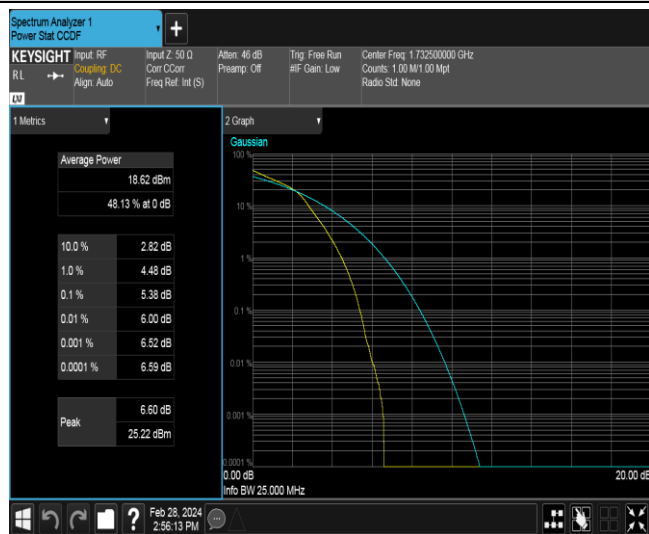 Spectrum Analyzer 1
Power Stat CCDF
+
KEYSIGHT
RL
LXI
Input: RF
Coupling: DC
Align: Auto
Input Z: 50 Ω
Corr CCorr
Freq Ref: Int (S)
Atten: 46 dB
Preamp: Off
Trig: Free Run
#IF Gain: Low
Center Freq: 1.732500000 GHz
Counts: 1.00 M/1.00 Mpt
Radio Std: None
1 Metrics
Average Power
18.62 dBm
48.13 % at 0 dB
10.0 % 2.82 dB
1.0 % 4.48 dB
0.1 % 5.38 dB
0.01 % 6.00 dB
0.001 % 6.52 dB
0.0001 % 6.59 dB
Peak
6.60 dB
25.22 dBm
2 Graph
Gaussian
100 %
10 %
1 %
0.1 %
0.01 %
0.001 %
0.0001 %
0.00 dB
20.00 dB
Info BW 25.000 MHz
?
Feb 28, 2024
2:56:13 PM